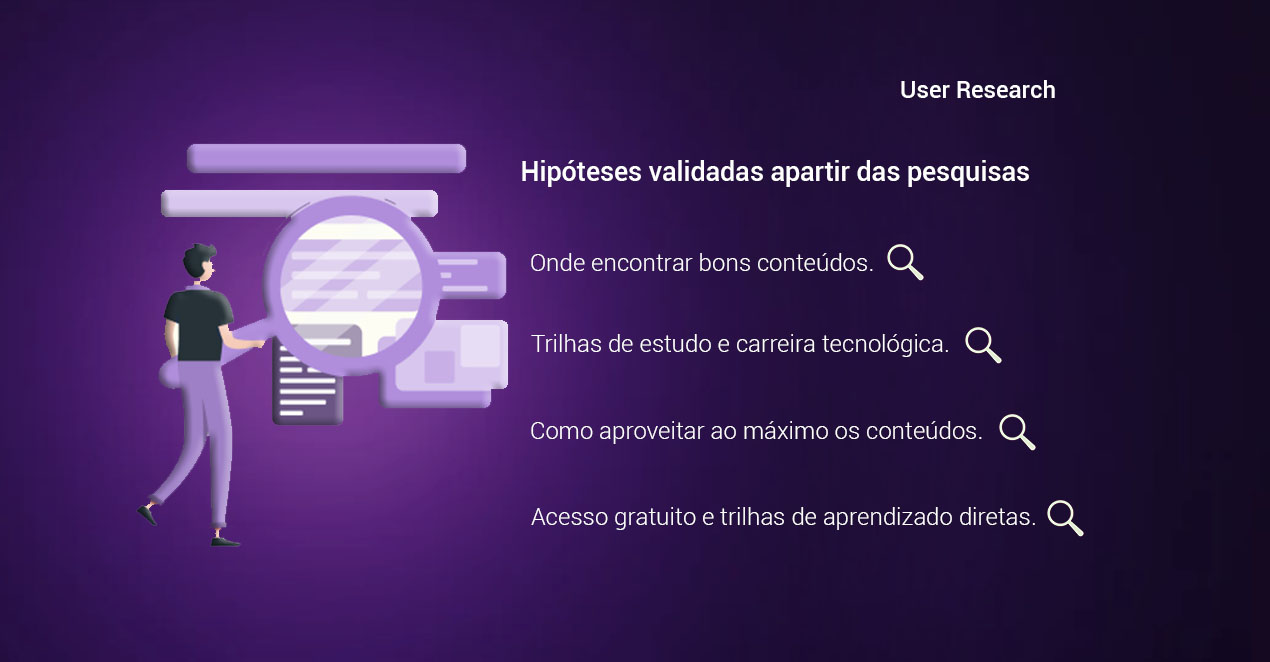 User Research
Hipóteses validadas apartir das pesquisas
Onde encontrar bons conteúdos.
Trilhas de estudo e carreira tecnológica.
Como aproveitar ao máximo os conteúdos.
Acesso gratuito e trilhas de aprendizado diretas.